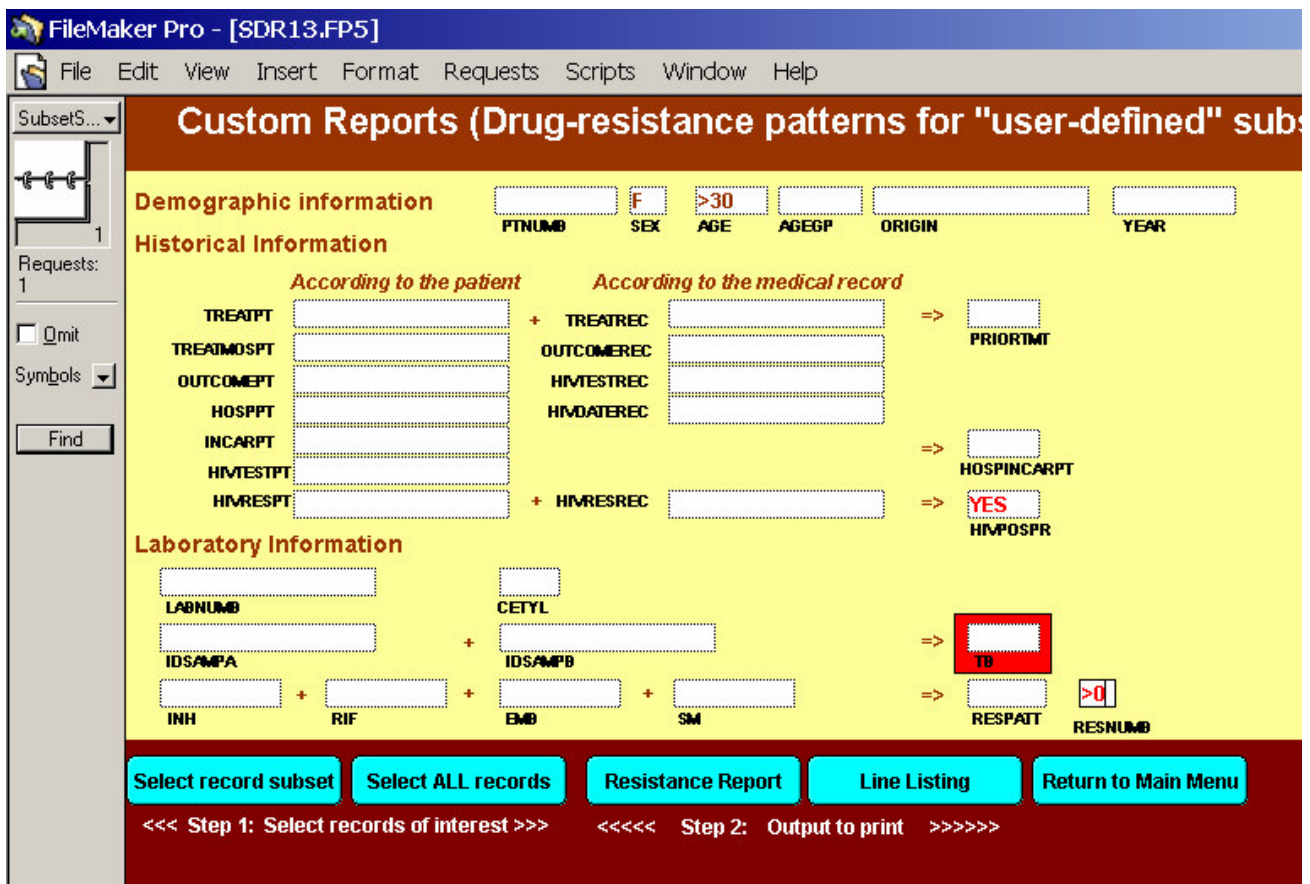 FileMaker Pro - [SDR13.FP5]
File Edit View Insert Format Requests Scripts Window Help
SubsetS...
Custom Reports (Drug-resistance patterns for "user-defined" subs
1
Requests:
1
Omit
Symbols
Find
Demographic information
F >30
PTNUMB SEX AGE AGEGP ORIGIN YEAR
Historical Information
According to the patient According to the medical record
TREATPT + TREATREC =>
PRIORTMT
TREATMOSPT OUTCOMEREC
OUTCOMEPT HIVTESTREC
HOSPPT HIVDATEREC
INCARPT =>
HOSPINCARPT
HIVTESTPT
HIVRESPT + HIVRESREC => YES
HIVPOSPR
Laboratory Information
LABNUMB CETYL
+ =>
IDSAMPA IDSAMPB TB
+ + + => >0
INH RIF EMB SM RESPATT RESNUMB
Select record subset Select ALL records Resistance Report Line Listing Return to Main Menu
<<< Step 1: Select records of interest >>> <<<<< Step 2: Output to print >>>>>>